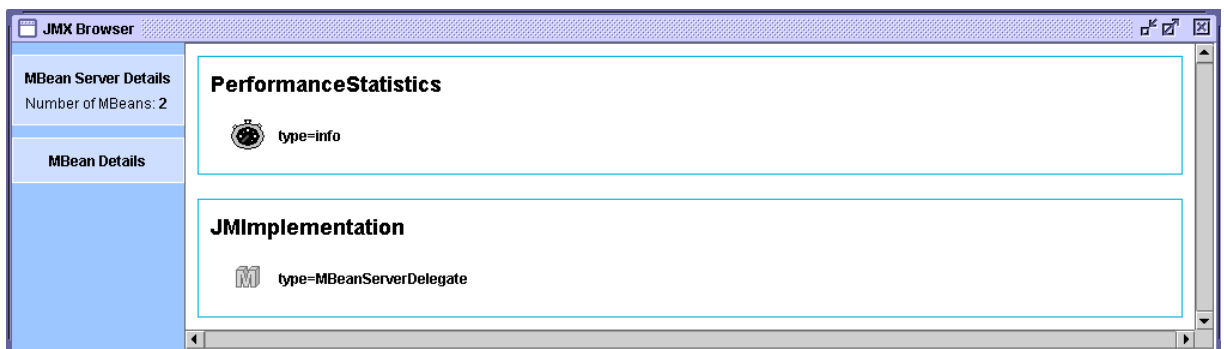 JMX Browser
MBean Server Details
Number of MBeans: 2
MBean Details
PerformanceStatistics
type=info
JMImplementation
M
type=MBeanServerDelegate